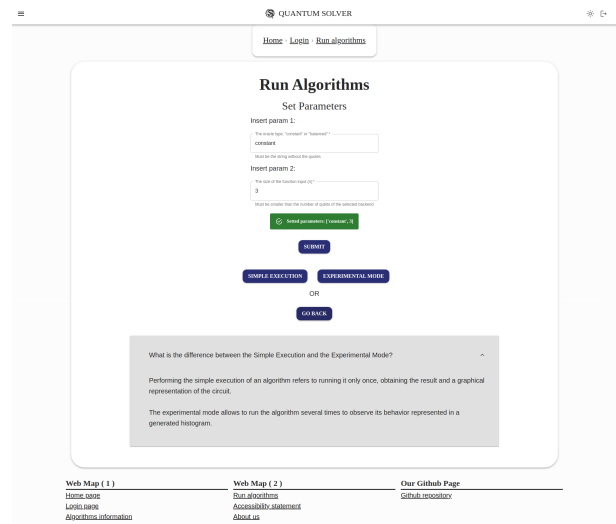 QUANTUM SOLVER
Home › Login › Run algorithms
Run Algorithms
Set Parameters
Insert param 1:
The oracle type: "constant" or "balanced" *
constant
Must be the string without the quotes
Insert param 2:
The size of the function input (n) *
3
Must be smaller than the number of qubits of the selected backend
Setted parameters: ['constant', 3]
SUBMIT
SIMPLE EXECUTION EXPERIMENTAL MODE
OR
GO BACK
What is the difference between the Simple Execution and the Experimental Mode?
Performing the simple execution of an algorithm refers to running it only once, obtaining the result and a graphical
representation of the circuit.
The experimental mode allows to run the algorithm several times to observe its behavior represented in a
generated histogram.
Web Map ( 1 ) Web Map ( 2 ) Our Github Page
Home page Run algorithms Github repository
Login page Accessibility statement
Algorithms information About us